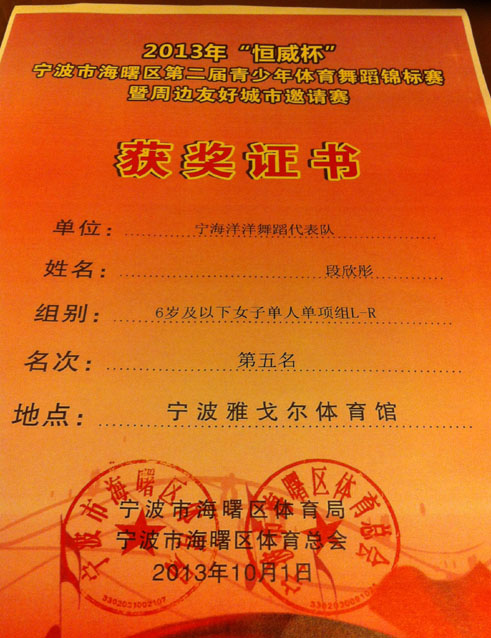 2013年“恒威杯”
宁波市海曙区第二届青少年体育舞蹈锦标赛
暨周边友好城市邀请赛
获奖证书
单位：宁海洋洋舞蹈代表队
姓名：段欣彤
组别：6岁及以下女子单人单项组L-R
名次：第五名
地点：宁波雅戈尔体育馆
宁波市海曙区体育局
宁波市海曙区体育总会
2013年10月1日